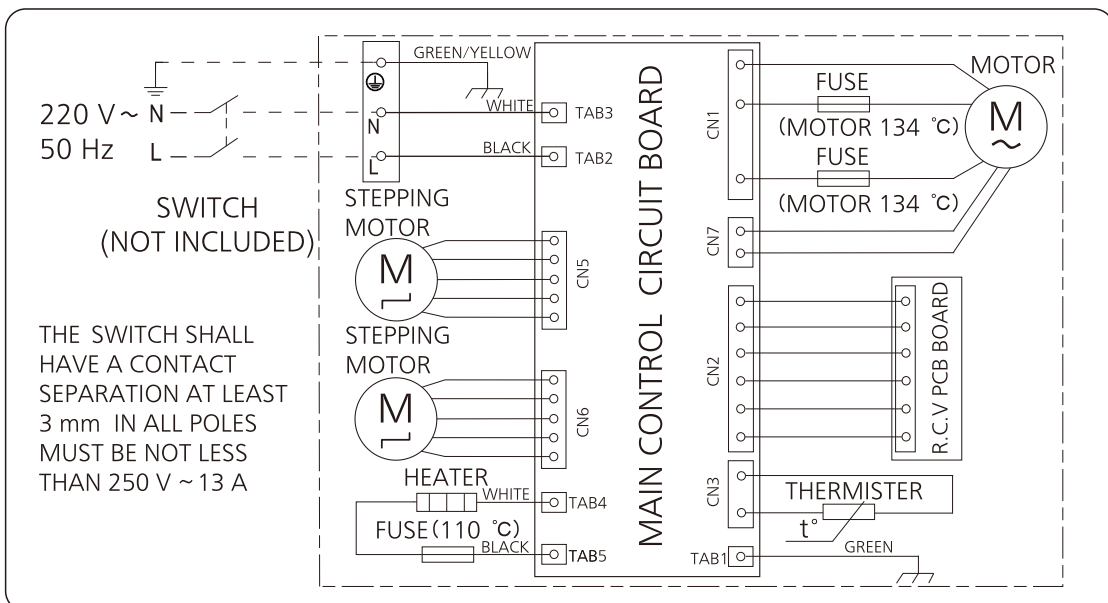 GREEN/YELLOW
220 V ~ N
50 Hz L
N
L
WHITE
BLACK
TAB3
TAB2
SWITCH
(NOT INCLUDED)
THE SWITCH SHALL
HAVE A CONTACT
SEPARATION AT LEAST
3 mm IN ALL POLES
MUST BE NOT LESS
THAN 250 V ~ 13 A
STEPPING
MOTOR
M
CN5
STEPPING
MOTOR
M
CN6
HEATER
WHITE
TAB4
FUSE(110 °C)
BLACK
TAB5
MAIN CONTROL CIRCUIT BOARD
CN1
FUSE
(MOTOR 134 °C)
FUSE
(MOTOR 134 °C)
MOTOR
M
~
CN7
CN2
R.C.V PCB BOARD
CN3
THERMISTER
t°
TAB1
GREEN